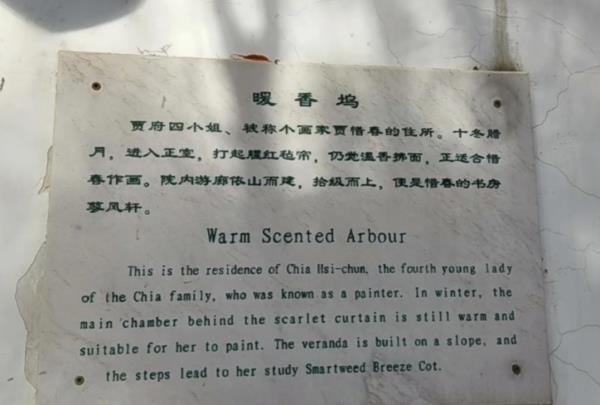 暖香坞
贾府四小姐、被称个画家贾惜春的住所。十冬腊
月，进入正室，打起腥红毡帘，仍觉温香拂面，正适合惜
春作画。院内游廊依山而建，拾级而上，便是惜春的书房
蓼风轩。
Warm Scented Arbour
This is the residence of Chia Hsi-chun, the fourth young lady
of the Chia family, who was known as a painter. In winter, the
main chamber behind the scarlet curtain is still warm and
suitable for her to paint. The veranda is built on a slope, and
the steps lead to her study Smartweed Breeze Cot.